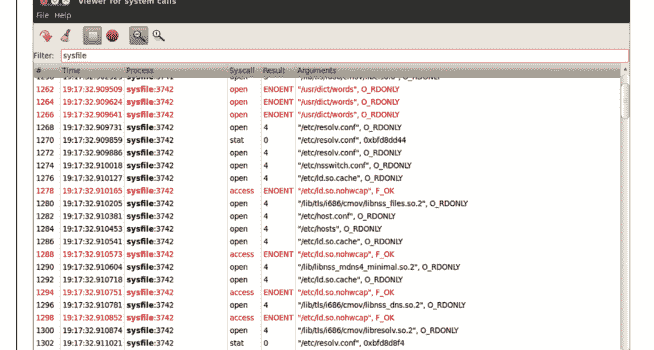 Viewer for system calls
File Help
Filter: sysfile
# Time Process Syscall Result Arguments
1262 19:17:32.909509 sysfile:3742 open ENOENT "/usr/dict/words", O_RDONLY
1264 19:17:32.909624 sysfile:3742 open ENOENT "/usr/dict/words", O_RDONLY
1266 19:17:32.909641 sysfile:3742 open ENOENT "/usr/dict/words", O_RDONLY
1268 19:17:32.909731 sysfile:3742 open 4 "/etc/resolv.conf", O_RDONLY
1270 19:17:32.909859 sysfile:3742 stat 0 "/etc/resolv.conf", 0xbfd8dd44
1272 19:17:32.909886 sysfile:3742 open 4 "/etc/resolv.conf", O_RDONLY
1274 19:17:32.910018 sysfile:3742 open 4 "/etc/nsswitch.conf", O_RDONLY
1276 19:17:32.910127 sysfile:3742 open 4 "/etc/ld.so.cache", O_RDONLY
1278 19:17:32.910165 sysfile:3742 access ENOENT "/etc/ld.so.nohwcap", F_OK
1280 19:17:32.910205 sysfile:3742 open 4 "/lib/tls/i686/cmov/libnss_files.so.2", O_RDONLY
1282 19:17:32.910381 sysfile:3742 open 4 "/etc/host.conf", O_RDONLY
1284 19:17:32.910453 sysfile:3742 open 4 "/etc/hosts", O_RDONLY
1286 19:17:32.910541 sysfile:3742 open 4 "/etc/ld.so.cache", O_RDONLY
1288 19:17:32.910573 sysfile:3742 access ENOENT "/etc/ld.so.nohwcap", F_OK
1290 19:17:32.910604 sysfile:3742 open 4 "/lib/libnss_mdns4_minimal.so.2", O_RDONLY
1292 19:17:32.910718 sysfile:3742 open 4 "/etc/ld.so.cache", O_RDONLY
1294 19:17:32.910751 sysfile:3742 access ENOENT "/etc/ld.so.nohwcap", F_OK
1296 19:17:32.910781 sysfile:3742 open 4 "/lib/tls/i686/cmov/libnss_dns.so.2", O_RDONLY
1298 19:17:32.910852 sysfile:3742 access ENOENT "/etc/ld.so.nohwcap", F_OK
1300 19:17:32.910874 sysfile:3742 open 4 "/lib/tls/i686/cmov/libresolv.so.2", O_RDONLY
1302 19:17:32.911021 sysfile:3742 stat 0 "/etc/resolv.conf", 0xbfd8d8f4